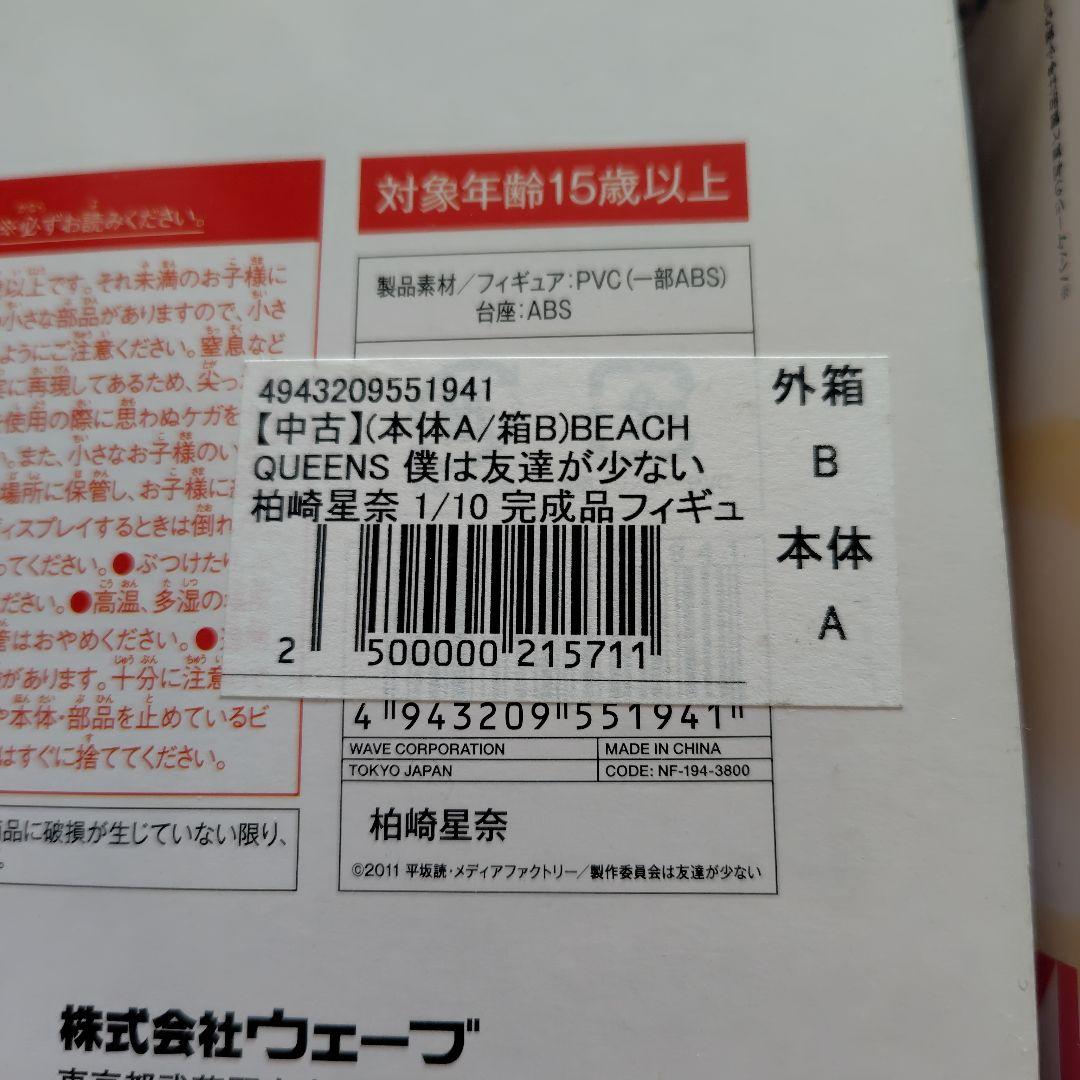 ※必ずお読みください。
以上です。それ未満のお子様に
小さな部品がありますので、小さ
ようにご注意ください。窒息など
に再現してあるため、尖っ
使用の際に思わぬケガを
。また、小さなお子様のい
場所に保管し、お子様に
ディスプレイするときは倒れ
ってください。●ぶつけたり
ださい。●高温、多湿の
管はおやめください。●
があります。十分に注意
や本体・部品を止めているビ
はすぐに捨ててください。
品に破損が生じていない限り、
。
対象年齢15歳以上
製品素材/フィギュア:PVC(一部ABS)
台座:ABS
4943209551941
【中古】(本体A/箱B)BEACH
QUEENS 僕は友達が少ない
柏崎星奈 1/10 完成品フィギュ
2 500000 215711
外箱
B
本体
A
4 943209 551941
WAVE CORPORATION
MADE IN CHINA
TOKYO JAPAN
CODE: NF-194-3800
柏崎星奈
©2011 平坂読・メディアファクトリー/製作委員会は友達が少ない
株式会社ウェーブ